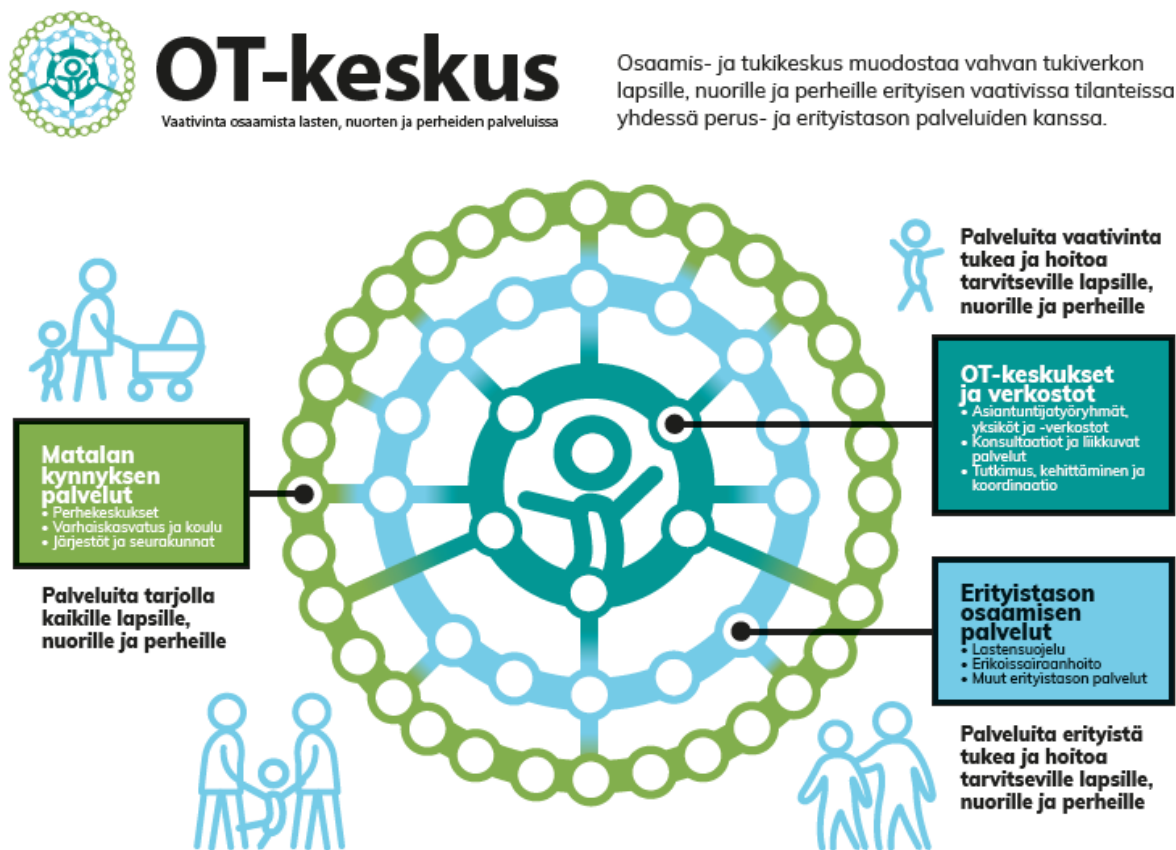 OT-keskus
Vaativinta osaamista lasten, nuorten ja perheiden palveluissa
Osaamis- ja tukikeskus muodostaa vahvan tukiverkon
lapsille, nuorille ja perheille erityisen vaativissa tilanteissa
yhdessä perus- ja erityistason palveluiden kanssa.
Palveluita vaativinta
tukea ja hoitoa
tarvitseville lapsille,
nuorille ja perheille
OT-keskukset
ja verkostot
• Asiantuntijatyöryhmät,
yksiköt ja -verkostot
• Konsultaatiot ja liikkuvat
palvelut
• Tutkimus, kehittäminen ja
koordinaatio
Matalan
kynnyksen
palvelut
• Perhekeskukset
• Varhaiskasvatus ja koulu
• Järjestöt ja seurakunnat
Palveluita tarjolla
kaikille lapsille,
nuorille ja perheille
Erityistason
osaamisen
palvelut
• Lastensuojelu
• Erikoissairaanhoito
• Muut erityistason palvelut
Palveluita erityistä
tukea ja hoitoa
tarvitseville lapsille,
nuorille ja perheille